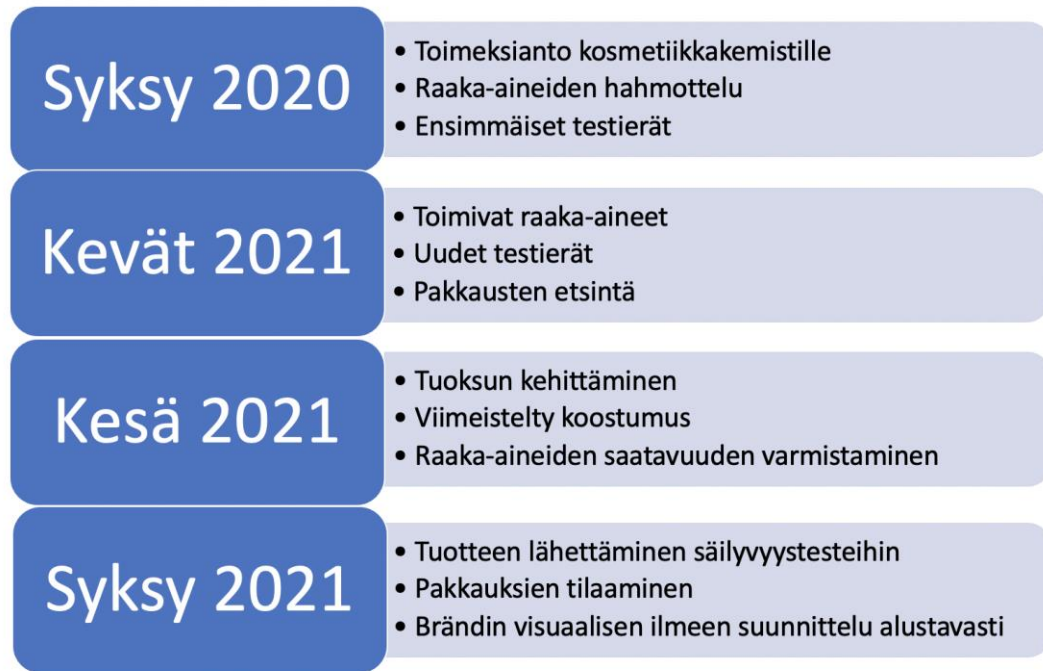 Syksy 2020
• Toimeksianto kosmetiikkakemistille
• Raaka-aineiden hahmottelu
• Ensimmäiset testierät
Kevät 2021
• Toimivat raaka-aineet
• Uudet testierät
• Pakkausten etsintä
Kesä 2021
• Tuoksun kehittäminen
• Viimeistelty koostumus
• Raaka-aineiden saatavuuden varmistaminen
Syksy 2021
• Tuotteen lähettäminen säilyvyystesteihin
• Pakkauksien tilaaminen
• Brändin visuaalisen ilmeen suunnittelu alustavasti